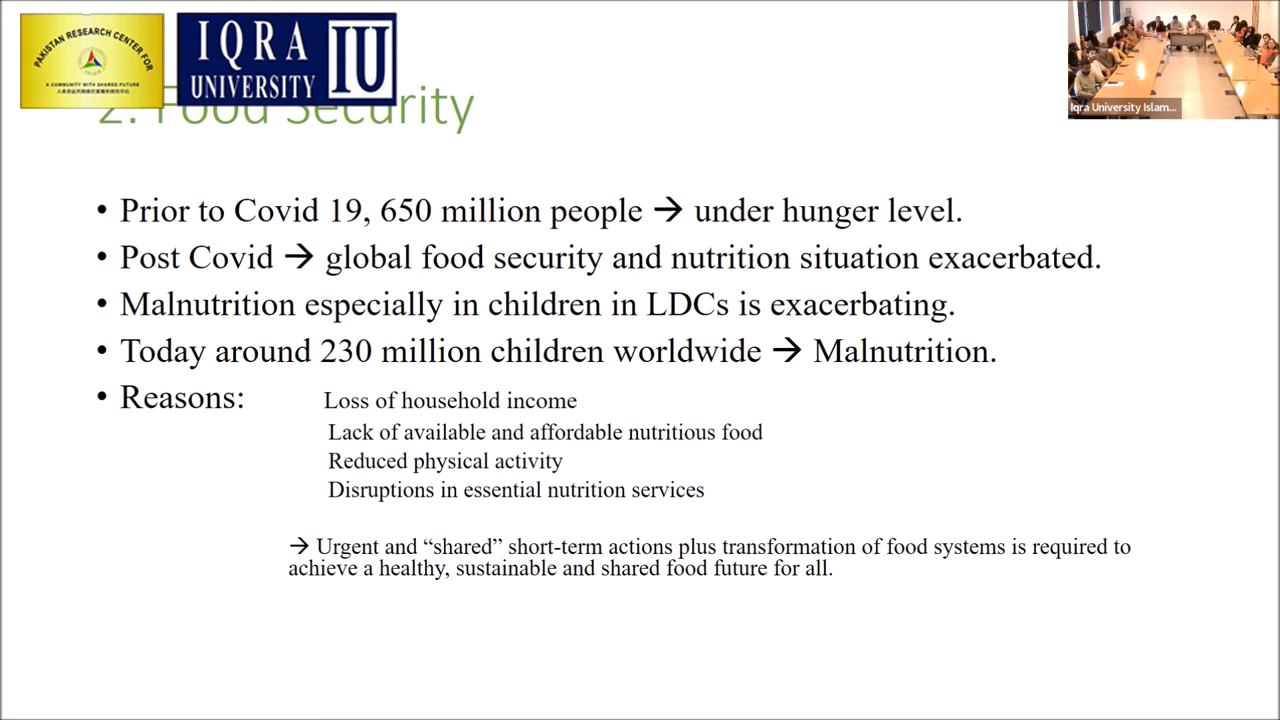 PAKISTAN RESEARCH CENTER FOR
A COMMUNITY WITH SHARED FUTURE
IQRA
UNIVERSITY
IU
Iqra University Islam...
2. Food Security
• Prior to Covid 19, 650 million people → under hunger level.
• Post Covid → global food security and nutrition situation exacerbated.
• Malnutrition especially in children in LDCs is exacerbating.
• Today around 230 million children worldwide → Malnutrition.
• Reasons: Loss of household income
Lack of available and affordable nutritious food
Reduced physical activity
Disruptions in essential nutrition services
→ Urgent and “shared” short-term actions plus transformation of food systems is required to
achieve a healthy, sustainable and shared food future for all.